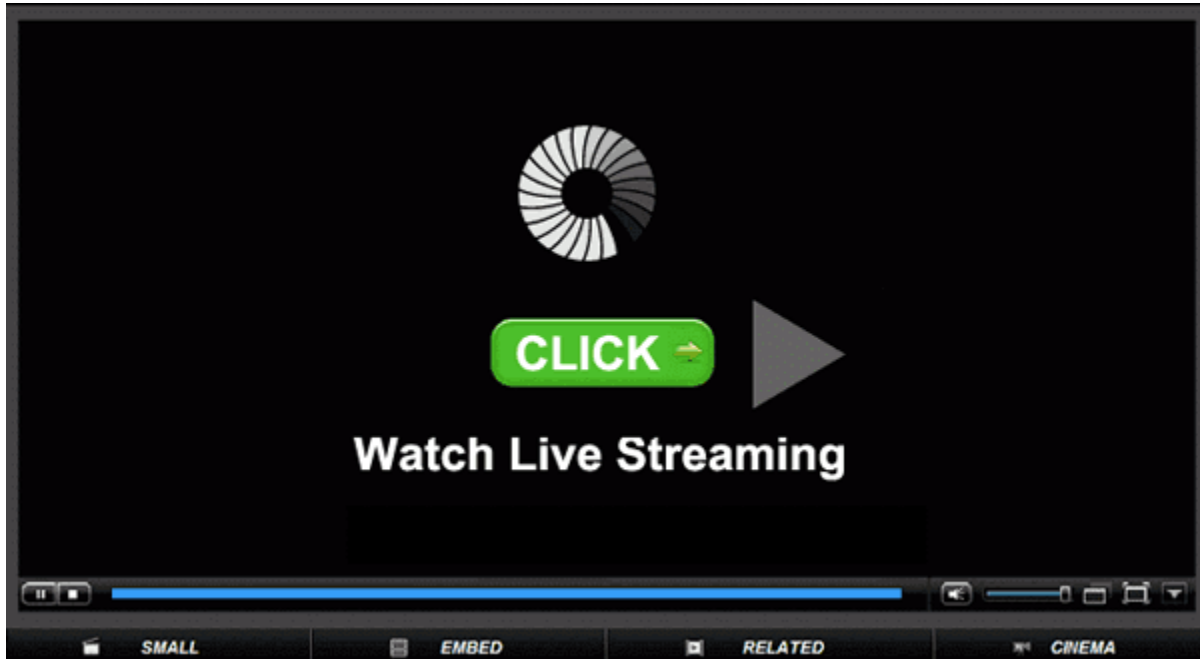 CLICK
Watch Live Streaming
SMALL
EMBED
RELATED
CINEMA